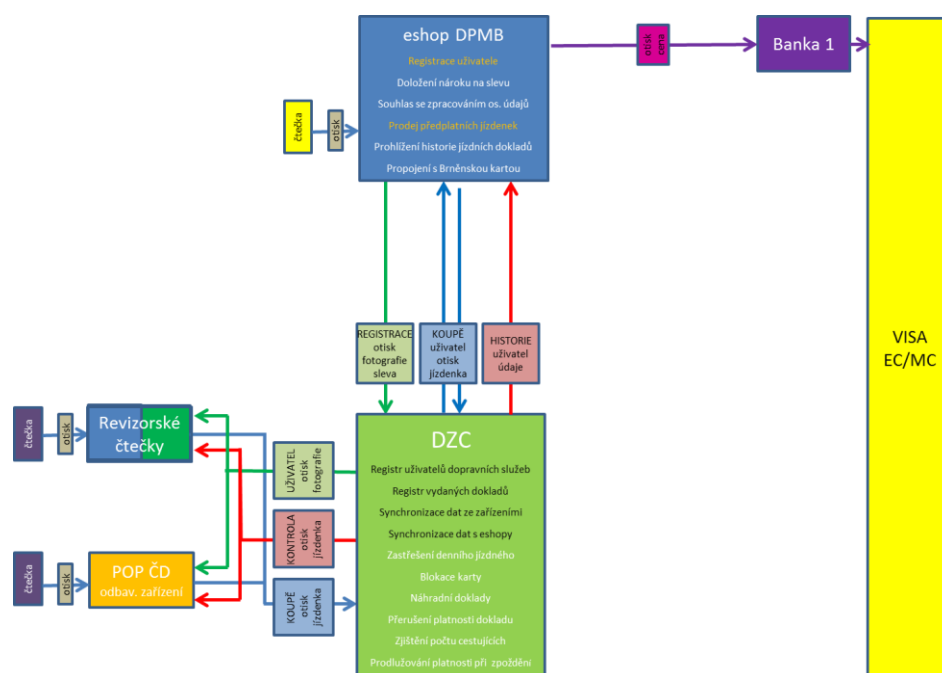 eshop DPMB
Registrace uživatele
Doložení nároku na slevu
Souhlas se zpracováním os. údajů
Prodej předplatních jízdenek
Prohlížení historie jízdních dokladů
Propojení s Brněnskou kartou
čtečka
otisk
otisk
cena
Banka 1
VISA
EC/MC
REGISTRACE
otisk
fotografie
sleva
KOUPĚ
uživatel
otisk
jízdenka
HISTORIE
uživatel
údaje
čtečka
otisk
Revizorské
čtečky
UŽIVATEL
otisk
fotografie
KONTROLA
otisk
jízdenka
KOUPĚ
otisk
jízdenka
čtečka
otisk
POP ČD
odbav. zařízení
DZC
Registr uživatelů dopravních služeb
Registr vydaných dokladů
Synchronizace dat ze zařízeními
Synchronizace dat s eshopy
Zastřešení denního jízdného
Blokace karty
Náhradní doklady
Přerušení platnosti dokladu
Zjištění počtu cestujících
Prodlužování platnosti při zpoždění